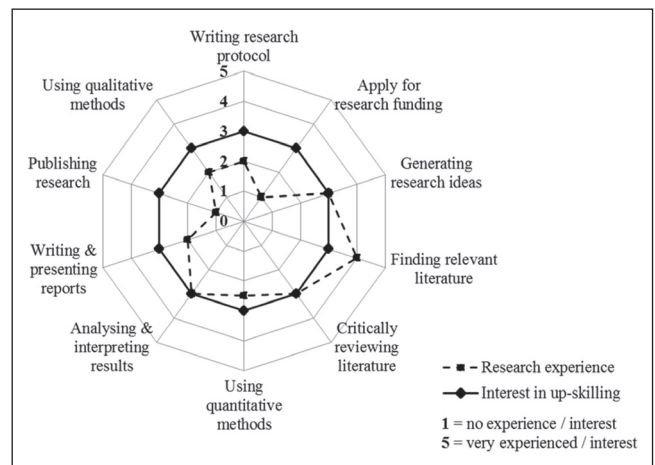 Writing research
protocol
Using qualitative
methods
Apply for
research funding
Publishing
research
Generating
research ideas
Writing &
presenting
reports
Finding relevant
literature
Analysing &
interpreting
results
Critically
reviewing
literature
Using
quantitative
methods
5
4
3
2
1
0
Research experience
Interest in up-skilling
1 = no experience / interest
5 = very experienced / interest